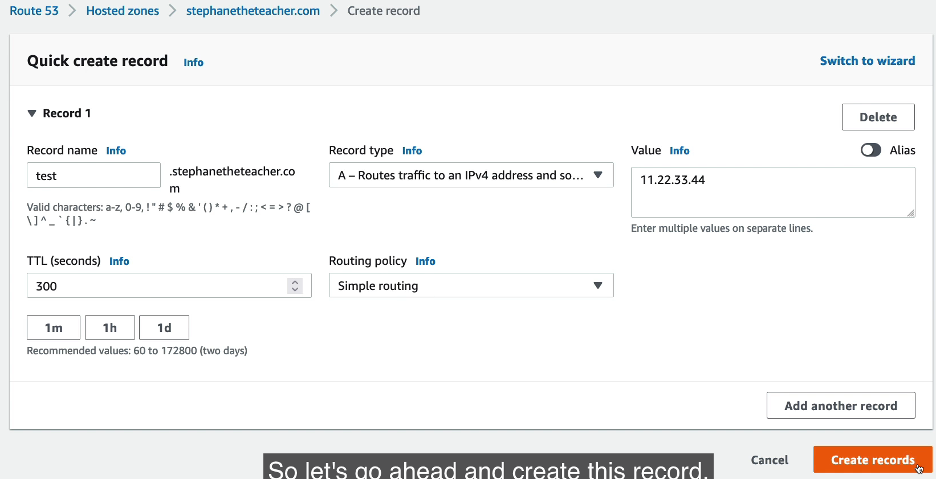 Route 53 > Hosted zones > stephanetheteacher.com > Create record
Quick create record Info
Switch to wizard
▼ Record 1
Delete
Record name Info
test
.stephanetheteacher.co
m
Valid characters: a-z, 0-9, ! " # $ % & ' ( ) * + , - / : ; < = > ? @ [
\ ] ^ _ ` { | } . ~
Record type Info
A – Routes traffic to an IPv4 address and so...
Value Info
Alias
11.22.33.44
Enter multiple values on separate lines.
TTL (seconds) Info
300
1m 1h 1d
Recommended values: 60 to 172800 (two days)
Routing policy Info
Simple routing
Add another record
Cancel
Create records
So let's go ahead and create this record.